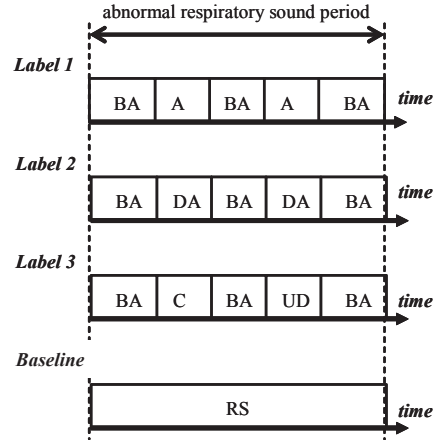 abnormal respiratory sound period
Label 1
BA A BA A BA time
Label 2
BA DA BA DA BA time
Label 3
BA C BA UD BA time
Baseline
RS time